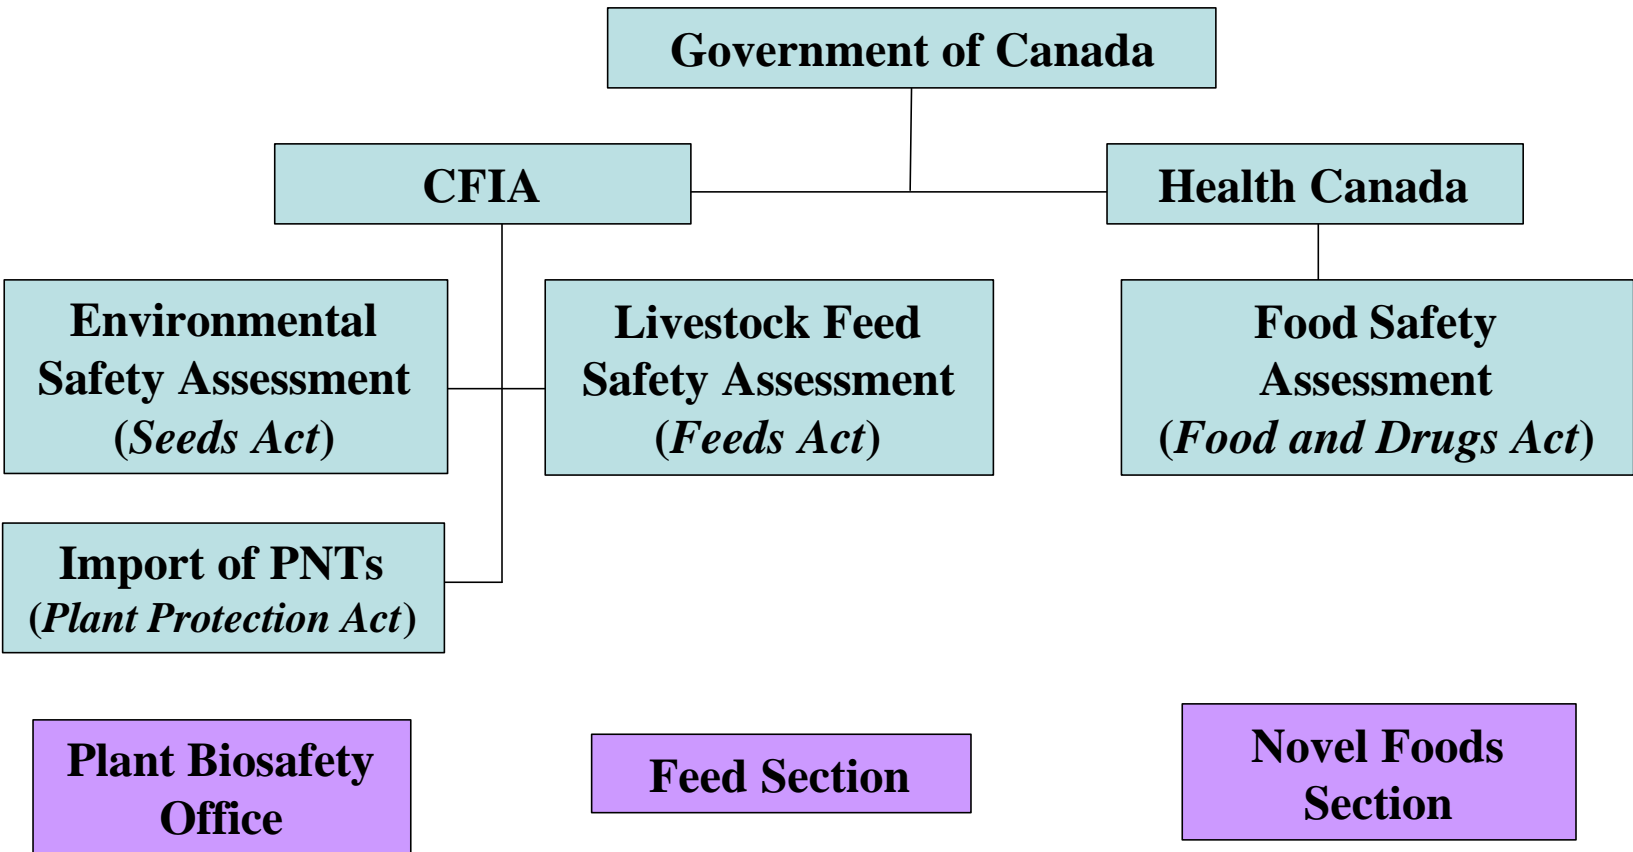 Government of Canada
CFIA
Health Canada
Environmental
Safety Assessment
(Seeds Act)
Livestock Feed
Safety Assessment
(Feeds Act)
Food Safety
Assessment
(Food and Drugs Act)
Import of PNTs
(Plant Protection Act)
Plant Biosafety
Office
Feed Section
Novel Foods
Section